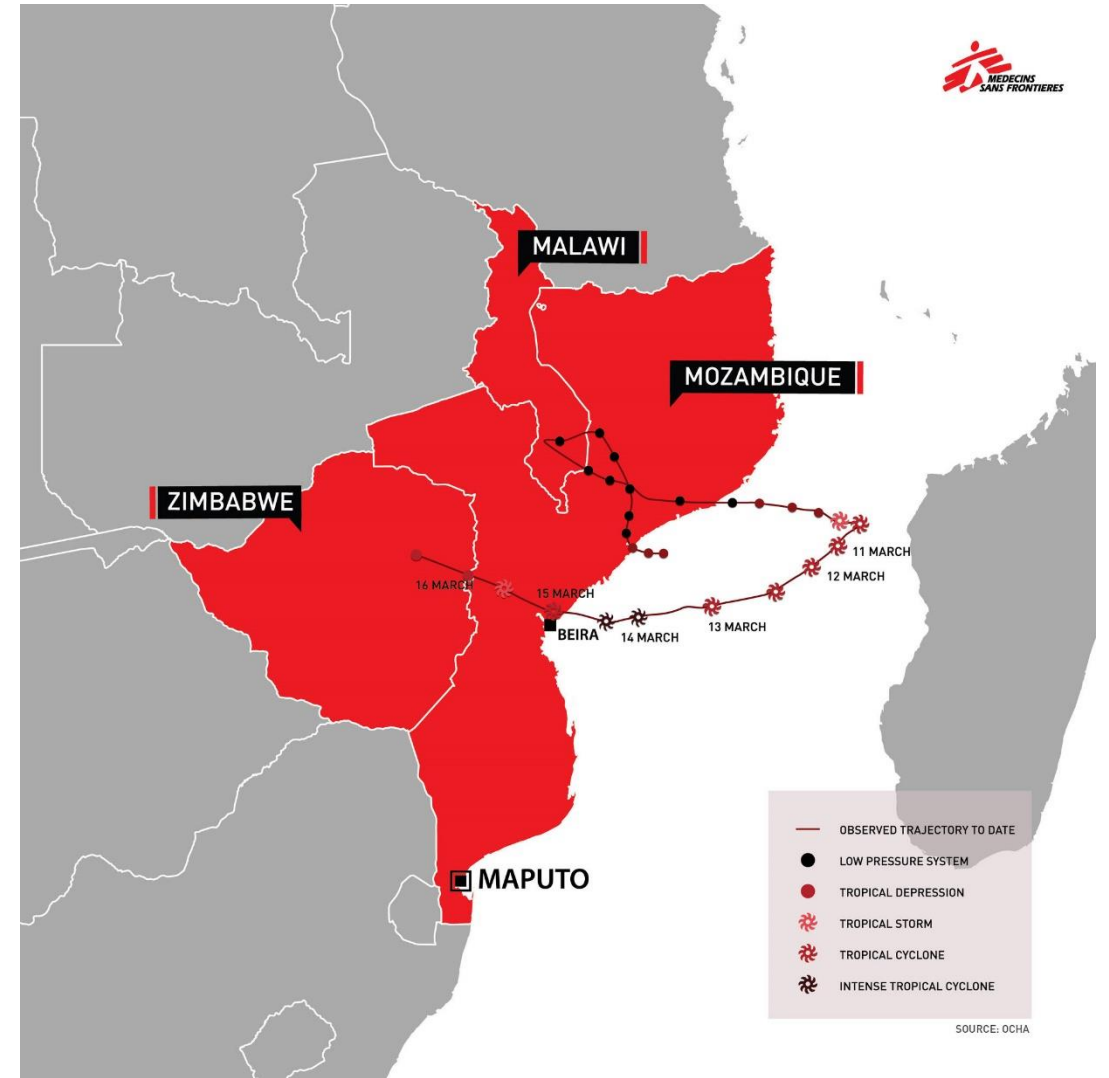 MEDECINS
SANS FRONTIERES
MALAWI
MOZAMBIQUE
ZIMBABWE
11 MARCH
12 MARCH
16 MARCH
15 MARCH
13 MARCH
BEIRA
14 MARCH
OBSERVED TRAJECTORY TO DATE
LOW PRESSURE SYSTEM
MAPUTO
TROPICAL DEPRESSION
TROPICAL STORM
TROPICAL CYCLONE
INTENSE TROPICAL CYCLONE
SOURCE: OCHA